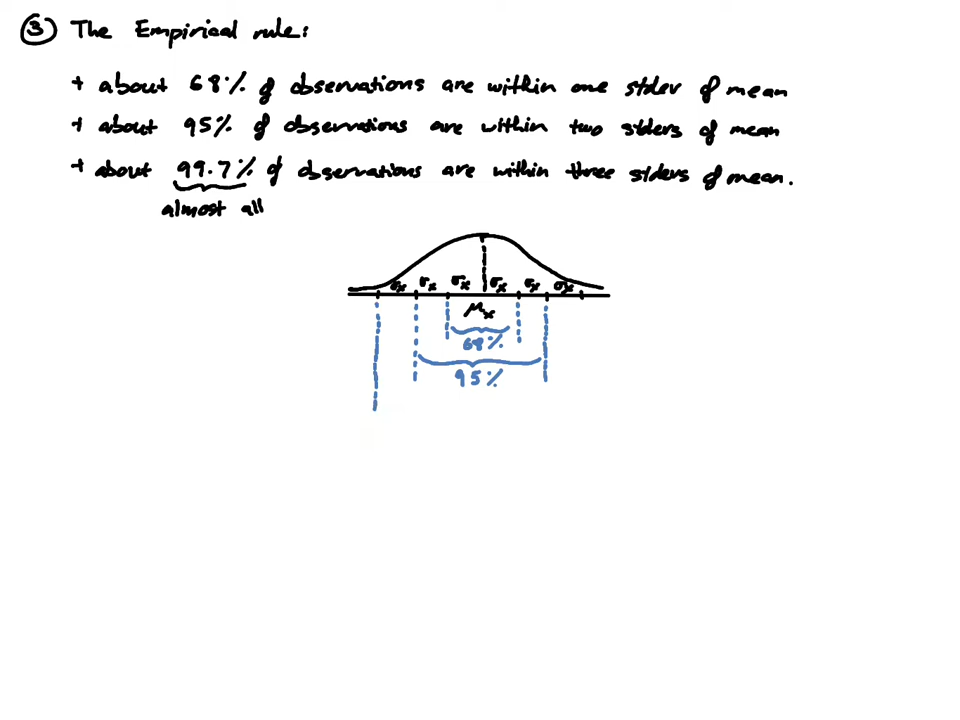 ③ The Empirical rule:
+ about 68% of observations are within one stdev of mean
+ about 95% of observations are within two stdevs of mean
+ about 99.7% of observations are within three stdevs of mean.
almost all
σx σx σx σx σx σx
μx
68%
95%